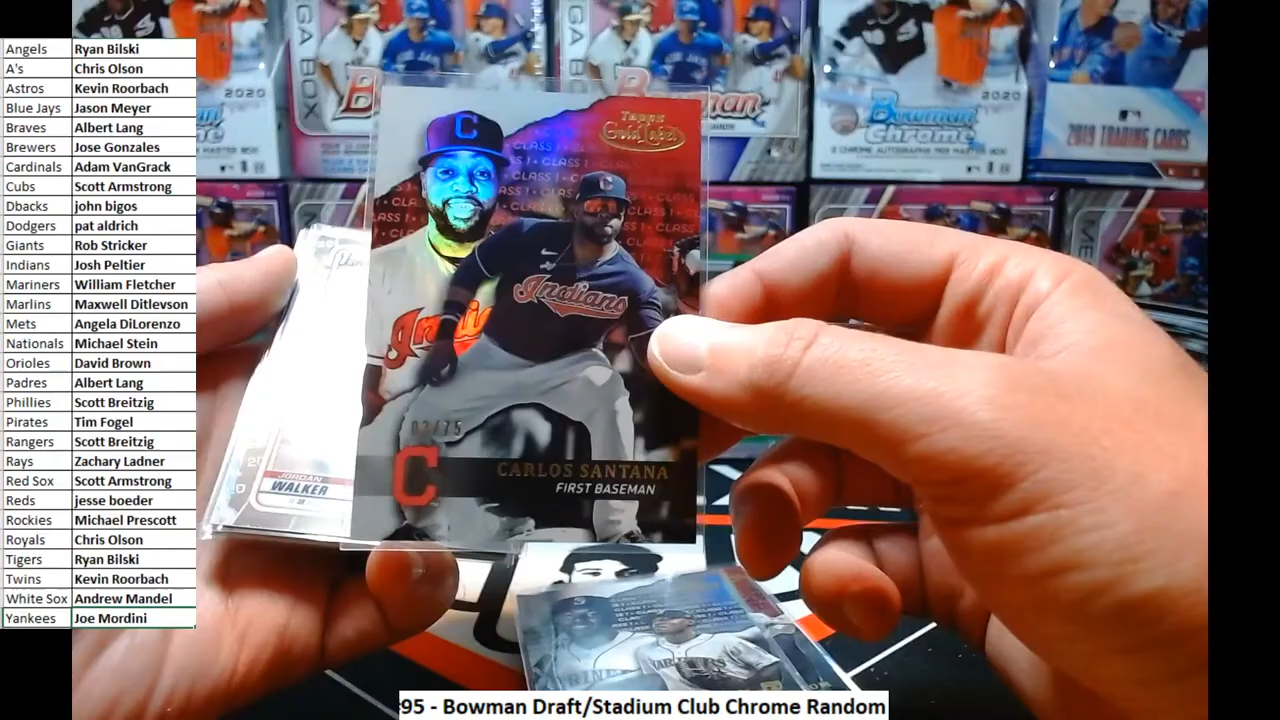 Angels Ryan Bilski
A's Chris Olson
Astros Kevin Roorbach
Blue Jays Jason Meyer
Braves Albert Lang
Brewers Jose Gonzales
Cardinals Adam VanGrack
Cubs Scott Armstrong
Dbacks john bigos
Dodgers pat aldrich
Giants Rob Stricker
Indians Josh Peltier
Mariners William Fletcher
Marlins Maxwell Ditlevson
Mets Angela DiLorenzo
Nationals Michael Stein
Orioles David Brown
Padres Albert Lang
Phillies Scott Breitzig
Pirates Tim Fogel
Rangers Scott Breitzig
Rays Zachary Ladner
Red Sox Scott Armstrong
Reds jesse boeder
Rockies Michael Prescott
Royals Chris Olson
Tigers Ryan Bilski
Twins Kevin Roorbach
White Sox Andrew Mandel
Yankees Joe Mordini
2020
Bowman
Chrome
2020
2019 TRADING CARDS
Topps
Gold Label
CLASS 1 • CLASS 1
C
Indians
CARLOS SANTANA
FIRST BASEMAN
C
JORDAN
WALKER
95 - Bowman Draft/Stadium Club Chrome Random